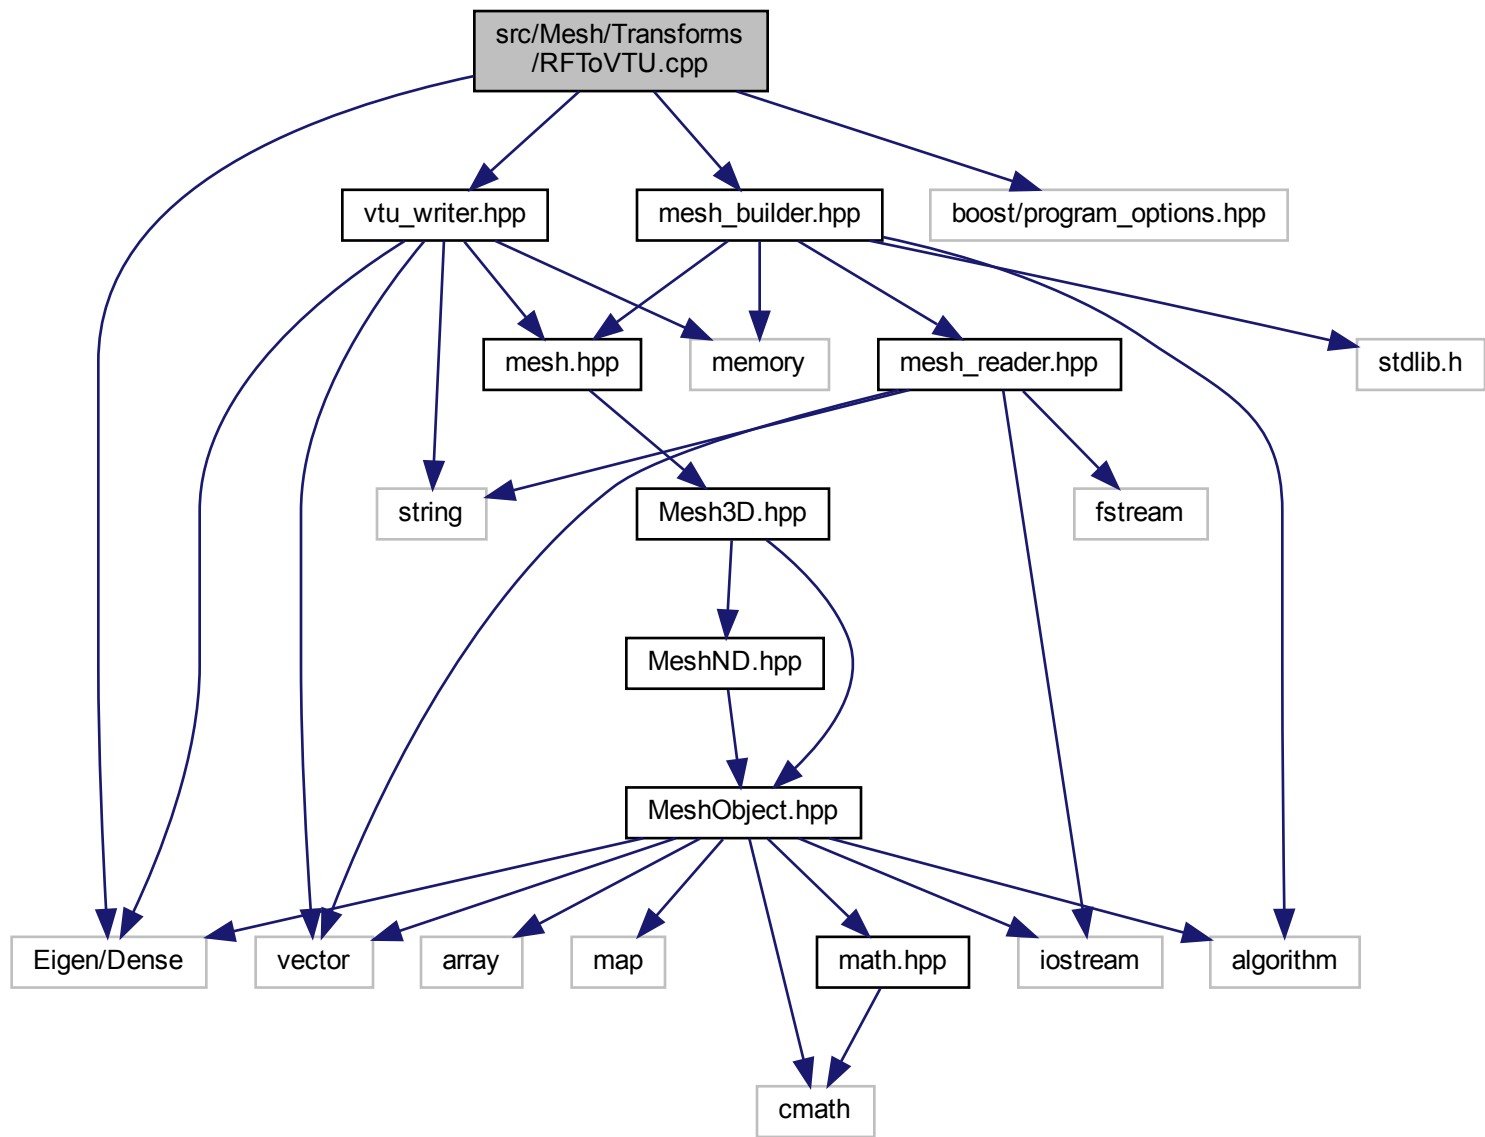 src/Mesh/Transforms
/RFToVTU.cpp
vtu_writer.hpp
mesh_builder.hpp
boost/program_options.hpp
mesh.hpp
memory
mesh_reader.hpp
stdlib.h
string
Mesh3D.hpp
fstream
MeshND.hpp
MeshObject.hpp
Eigen/Dense
vector
array
map
math.hpp
iostream
algorithm
cmath